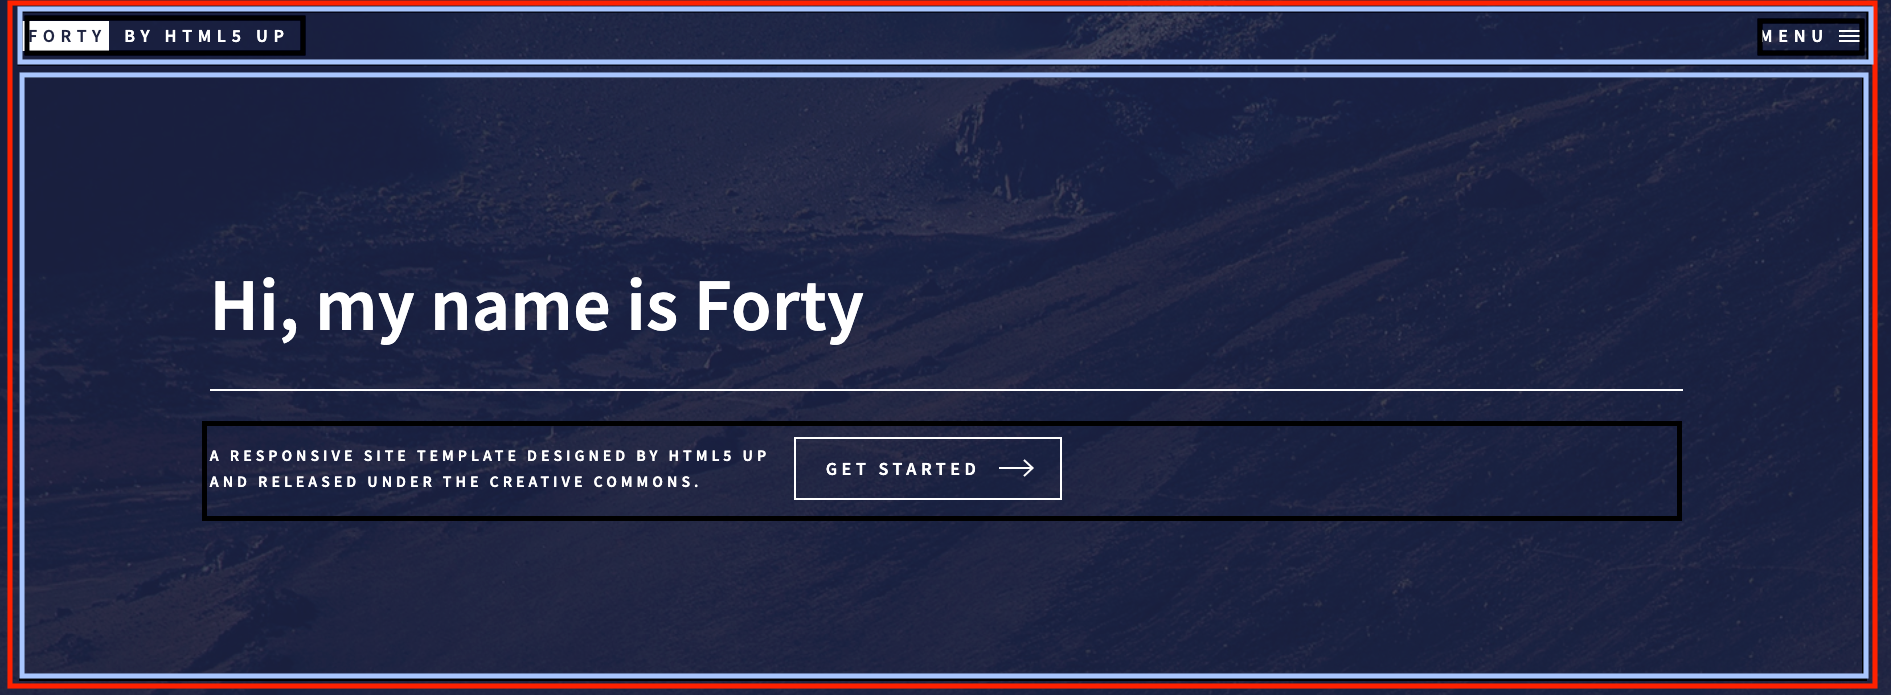 FORTY BY HTML5 UP
MENU
Hi, my name is Forty
A RESPONSIVE SITE TEMPLATE DESIGNED BY HTML5 UP
AND RELEASED UNDER THE CREATIVE COMMONS.
GET STARTED